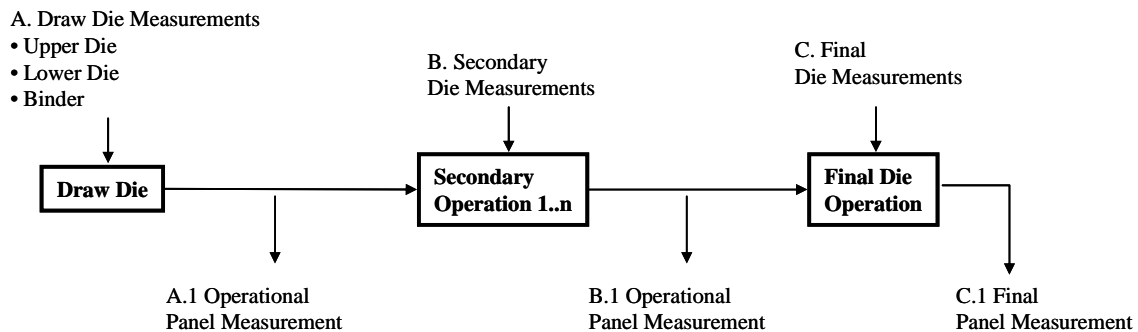 A. Draw Die Measurements
• Upper Die
• Lower Die
• Binder
B. Secondary
Die Measurements
C. Final
Die Measurements
Draw Die
Secondary
Operation 1..n
Final Die
Operation
A.1 Operational
Panel Measurement
B.1 Operational
Panel Measurement
C.1 Final
Panel Measurement